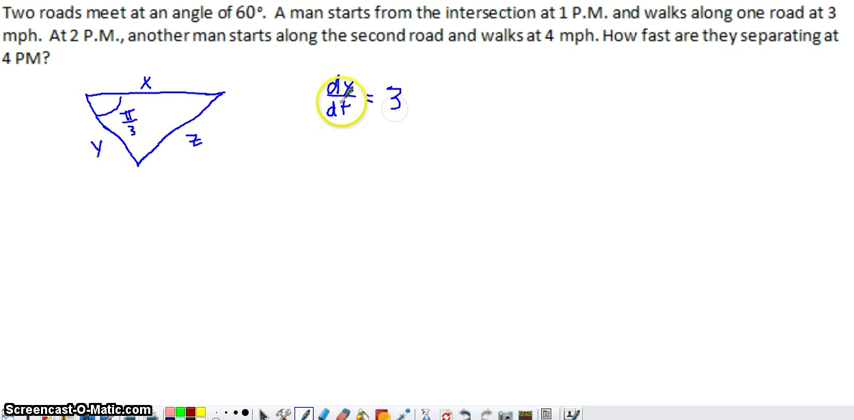 Two roads meet at an angle of 60°. A man starts from the intersection at 1 P.M. and walks along one road at 3
mph. At 2 P.M., another man starts along the second road and walks at 4 mph. How fast are they separating at
4 PM?
x
π/3
y
z
dx/dt = 3
Screencast-O-Matic.com